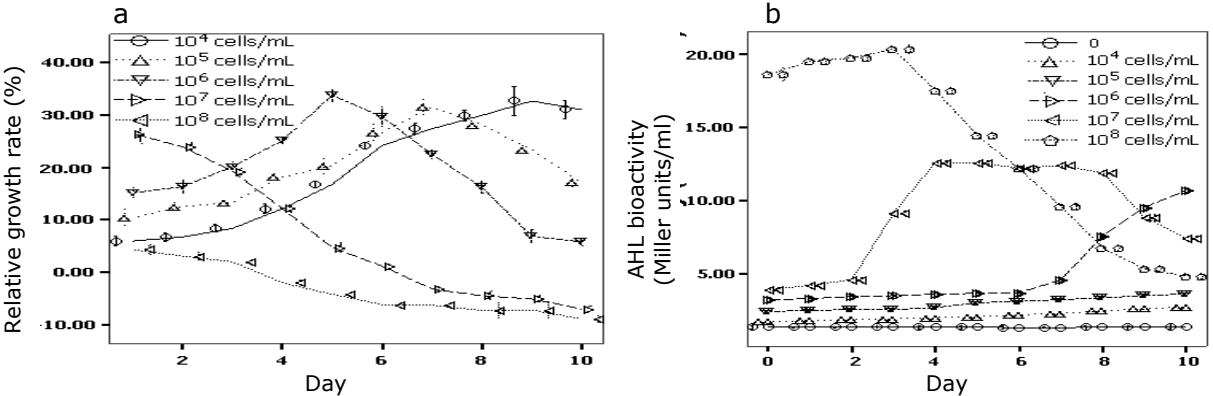 a
Relative growth rate (%)
40.00
30.00
20.00
10.00
0.00
-10.00
10⁴ cells/mL
10⁵ cells/mL
10⁶ cells/mL
10⁷ cells/mL
10⁸ cells/mL
2 4 6 8 10
Day
b
AHL bioactivity
(Miller units/ml)
20.00
15.00
10.00
5.00
0
10⁴ cells/mL
10⁵ cells/mL
10⁶ cells/mL
10⁷ cells/mL
10⁸ cells/mL
0 2 4 6 8 10
Day